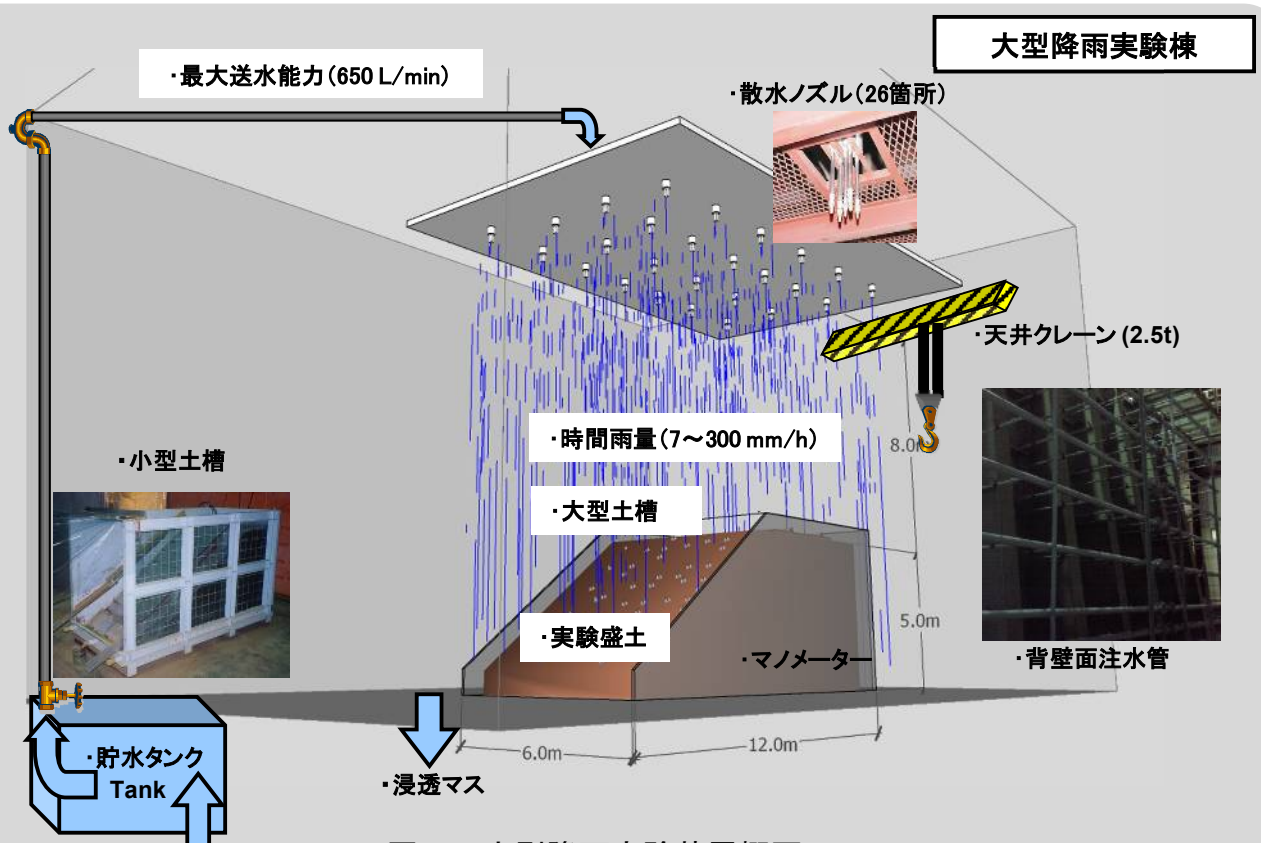 大型降雨実験棟
・最大送水能力(650 L/min)
・散水ノズル(26箇所)
・天井クレーン (2.5t)
・時間雨量(7～300 mm/h)
8.0m
・小型土槽
・大型土槽
5.0m
・実験盛土
・マノメーター
・背壁面注水管
6.0m
12.0m
・貯水タンク
Tank
・浸透マス